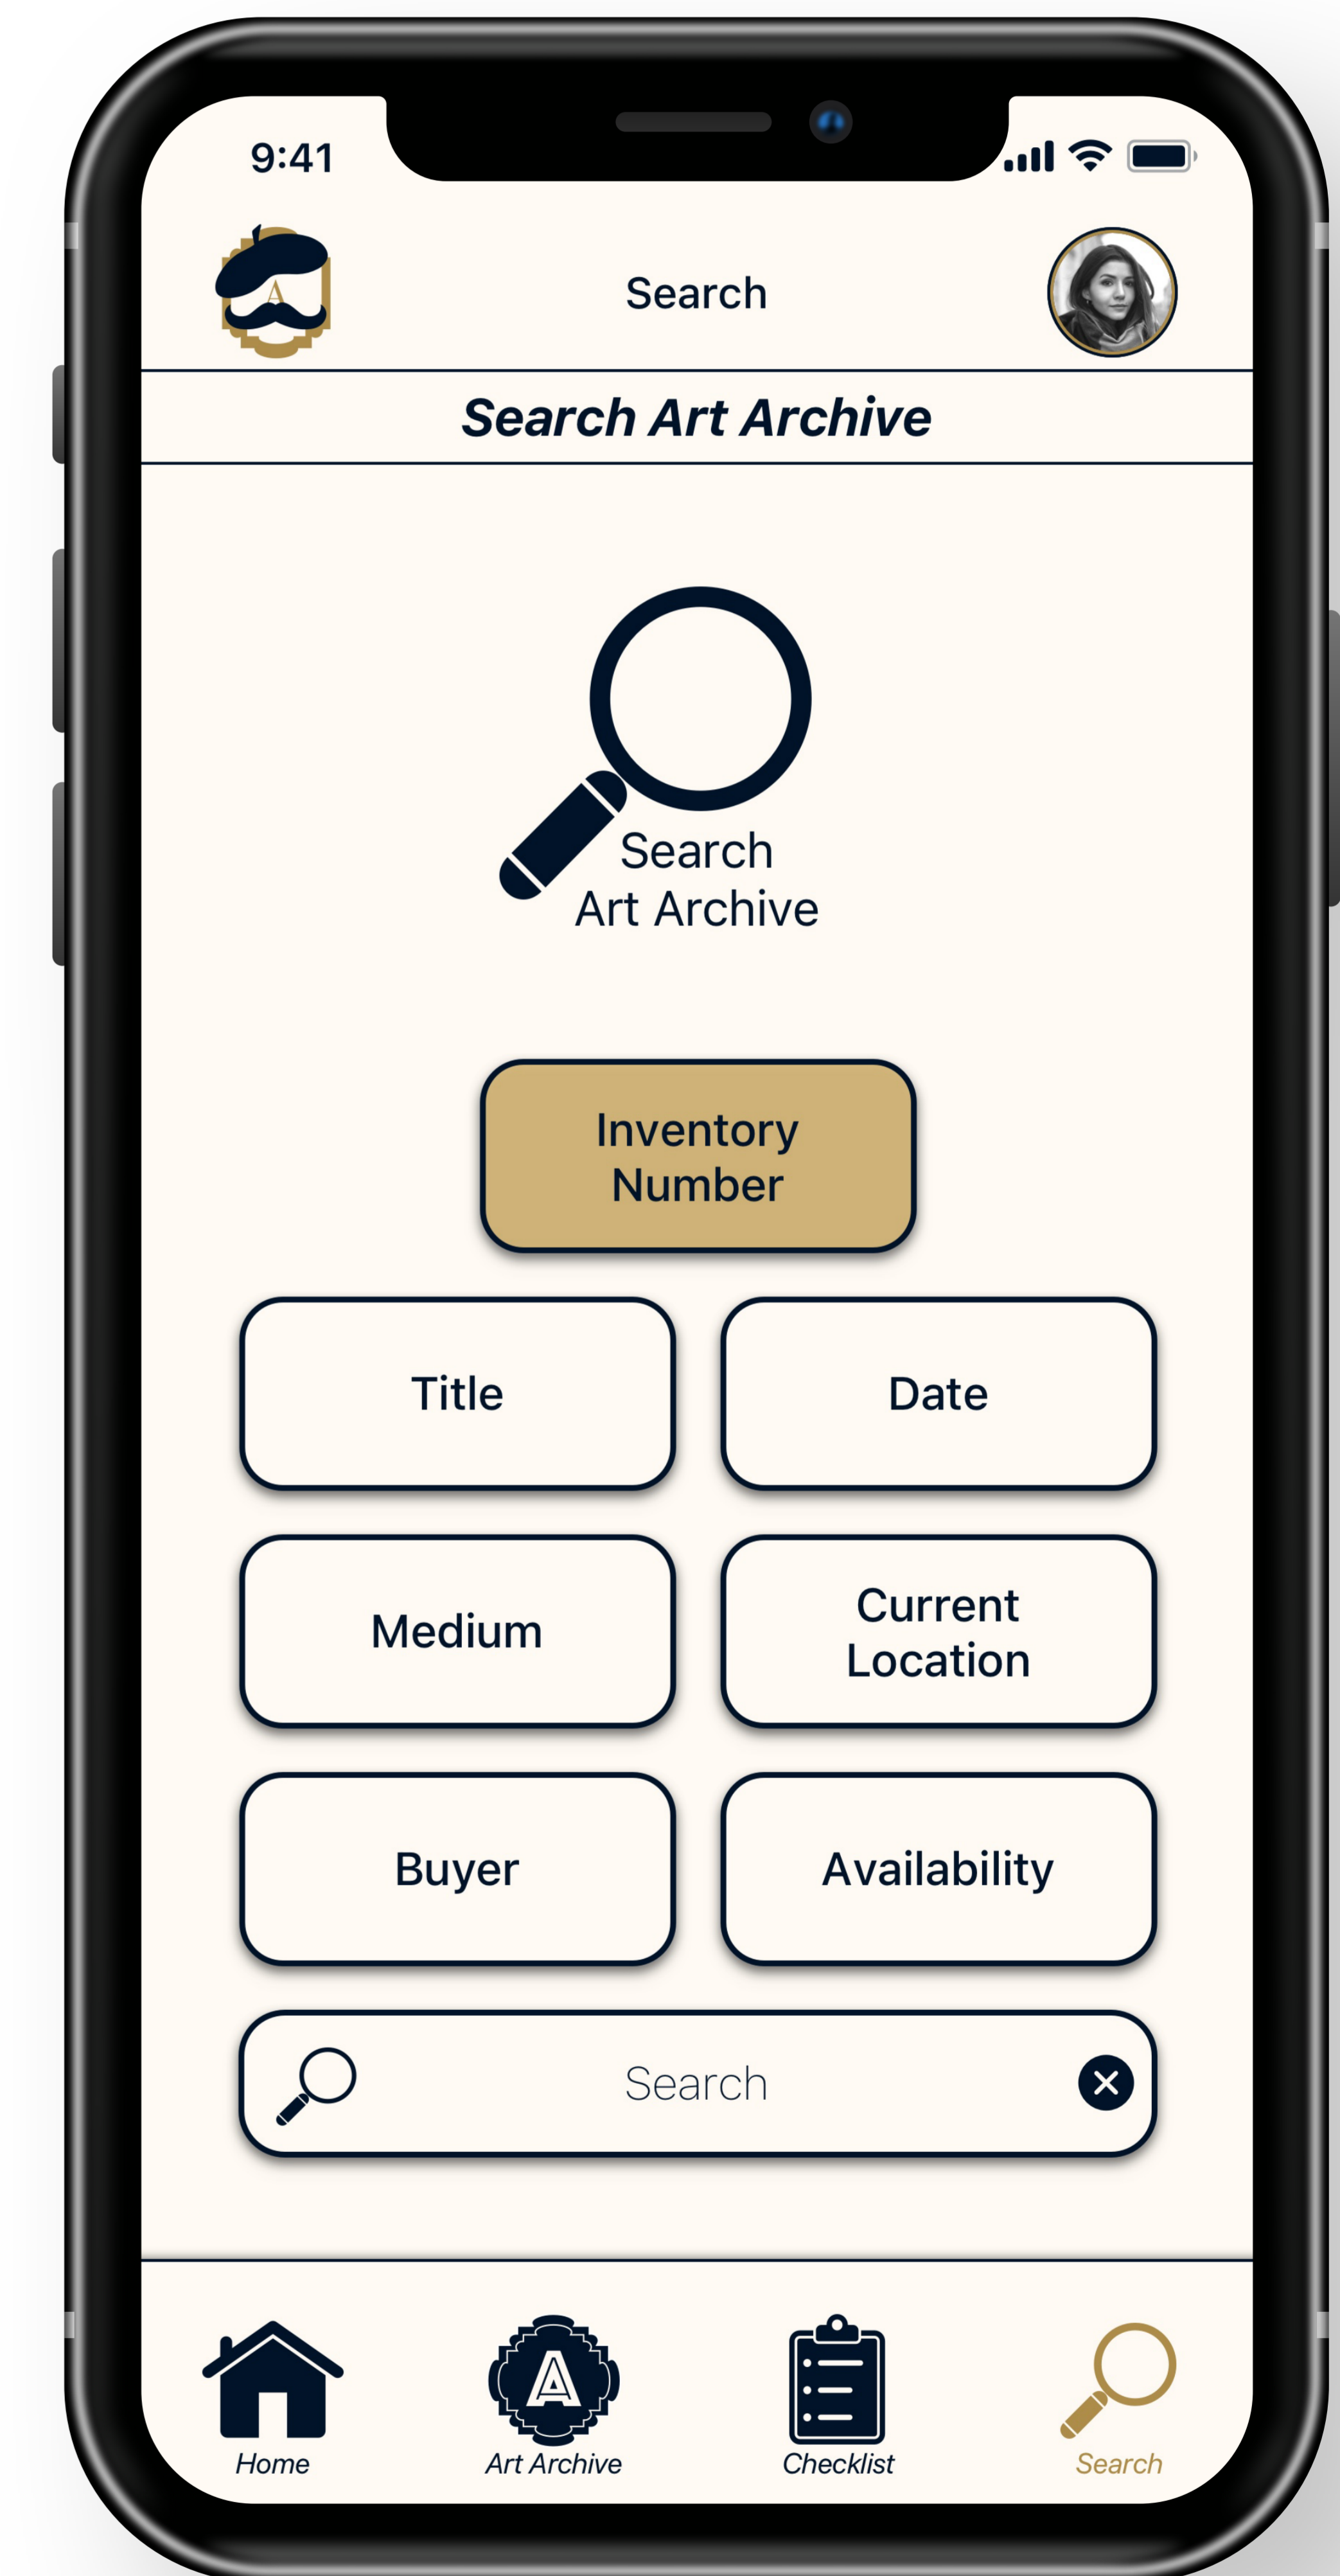 9:41
A
Search
Search Art Archive
Search
Art Archive
Inventory
Number
Title
Date
Medium
Current
Location
Buyer
Availability
Search
A
Home
Art Archive
Checklist
Search